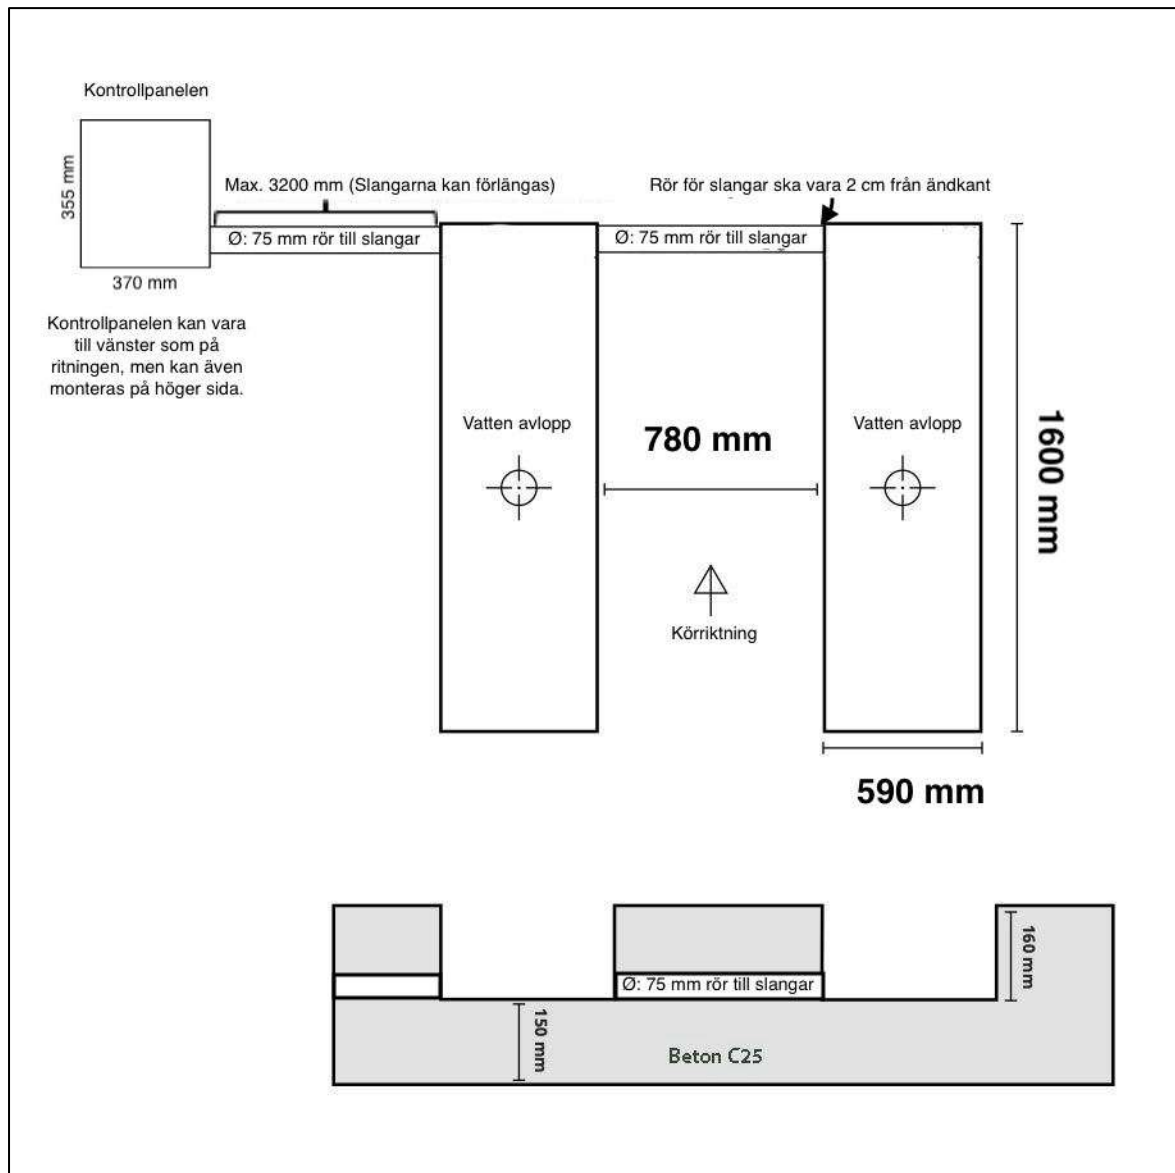 Kontrollpanelen
355 mm
370 mm
Max. 3200 mm (Slangarna kan förlängas)
Rör för slangar ska vara 2 cm från ändkant
Ø: 75 mm rör till slangar
Ø: 75 mm rör till slangar
Kontrollpanelen kan vara
till vänster som på
ritningen, men kan även
monteras på höger sida.
Vatten avlopp
780 mm
Vatten avlopp
1600 mm
Körriktning
590 mm
160 mm
Ø: 75 mm rör till slangar
150 mm
Beton C25